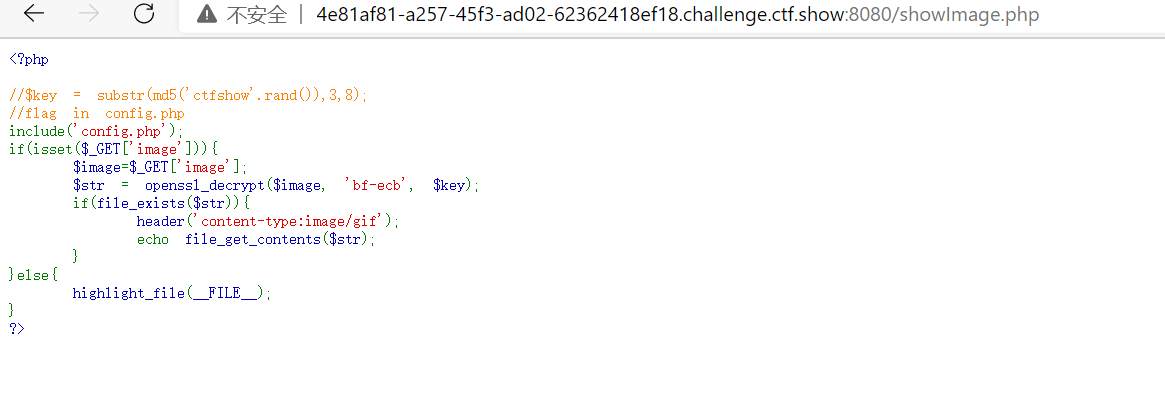 不安全 | 4e81af81-a257-45f3-ad02-62362418ef18.challenge.ctf.show:8080/showImage.php
<?php
//$key = substr(md5('ctfshow'.rand()),3,8);
//flag in config.php
include('config.php');
if(isset($_GET['image'])){
        $image=$_GET['image'];
        $str = openssl_decrypt($image, 'bf-ecb', $key);
        if(file_exists($str)){
                header('content-type:image/gif');
                echo file_get_contents($str);
        }
}else{
        highlight_file(__FILE__);
}
?>